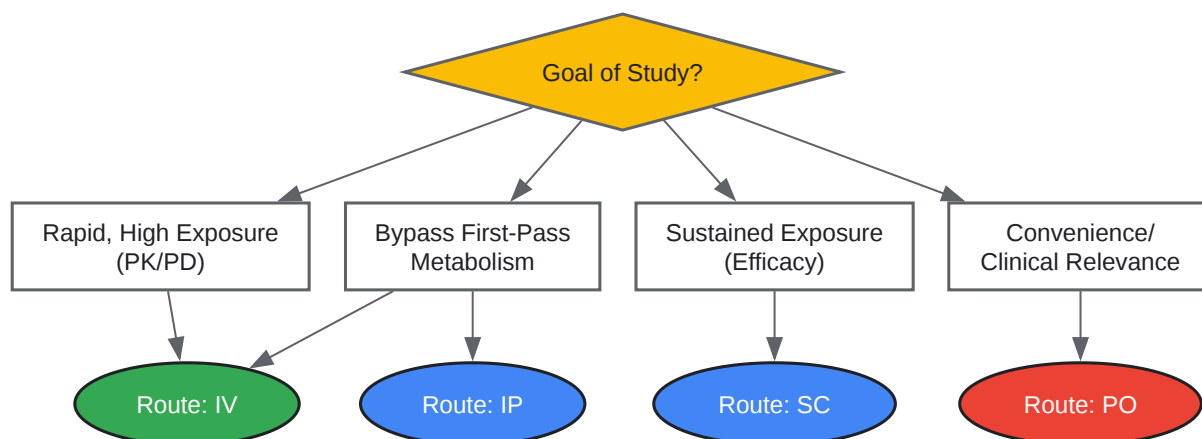 Goal of Study?
Rapid, High Exposure
(PK/PD)
Bypass First-Pass
Metabolism
Sustained Exposure
(Efficacy)
Convenience/
Clinical Relevance
Route: IV
Route: IP
Route: SC
Route: PO